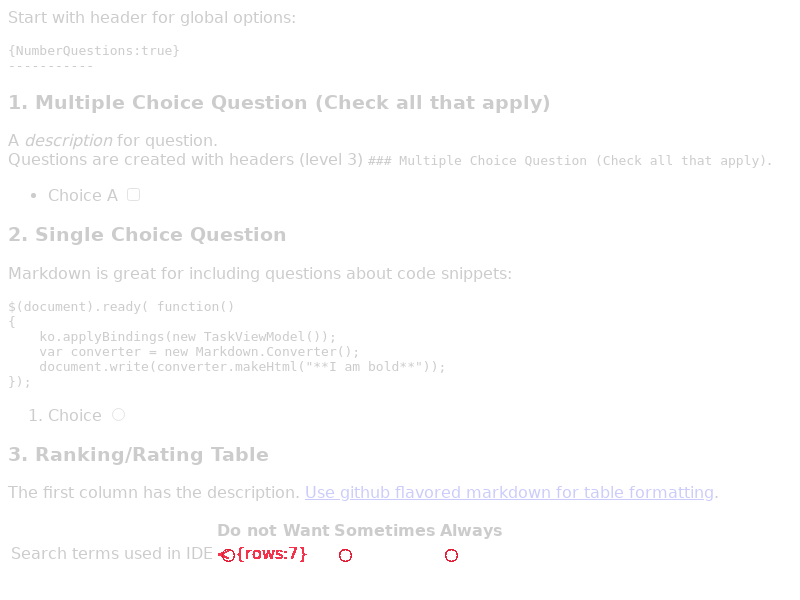 Start with header for global options:
{NumberQuestions:true}
-----------
1. Multiple Choice Question (Check all that apply)
A description for question.
Questions are created with headers (level 3) ### Multiple Choice Question (Check all that apply).
• Choice A
2. Single Choice Question
Markdown is great for including questions about code snippets:
$(document).ready( function()
{
    ko.applyBindings(new TaskViewModel());
    var converter = new Markdown.Converter();
    document.write(converter.makeHtml("**I am bold**"));
});
1. Choice
3. Ranking/Rating Table
The first column has the description. Use github flavored markdown for table formatting.
Do not Want Sometimes Always
Search terms used in IDE < {rows:7}